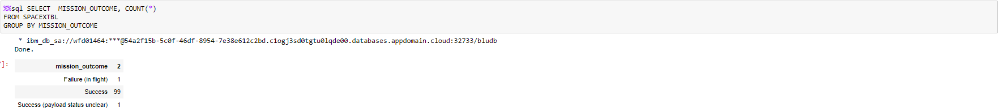 %%sql SELECT  MISSION_OUTCOME, COUNT(*)
FROM SPACEXTBL
GROUP BY MISSION_OUTCOME
* ibm_db_sa://wfd01464:***@54a2f15b-5c0f-46df-8954-7e38e612c2bd.c1ogj3sd0tgtu0lqde00.databases.appdomain.cloud:32733/bludb
Done.
]:
mission_outcome 2
Failure (in flight) 1
Success 99
Success (payload status unclear) 1